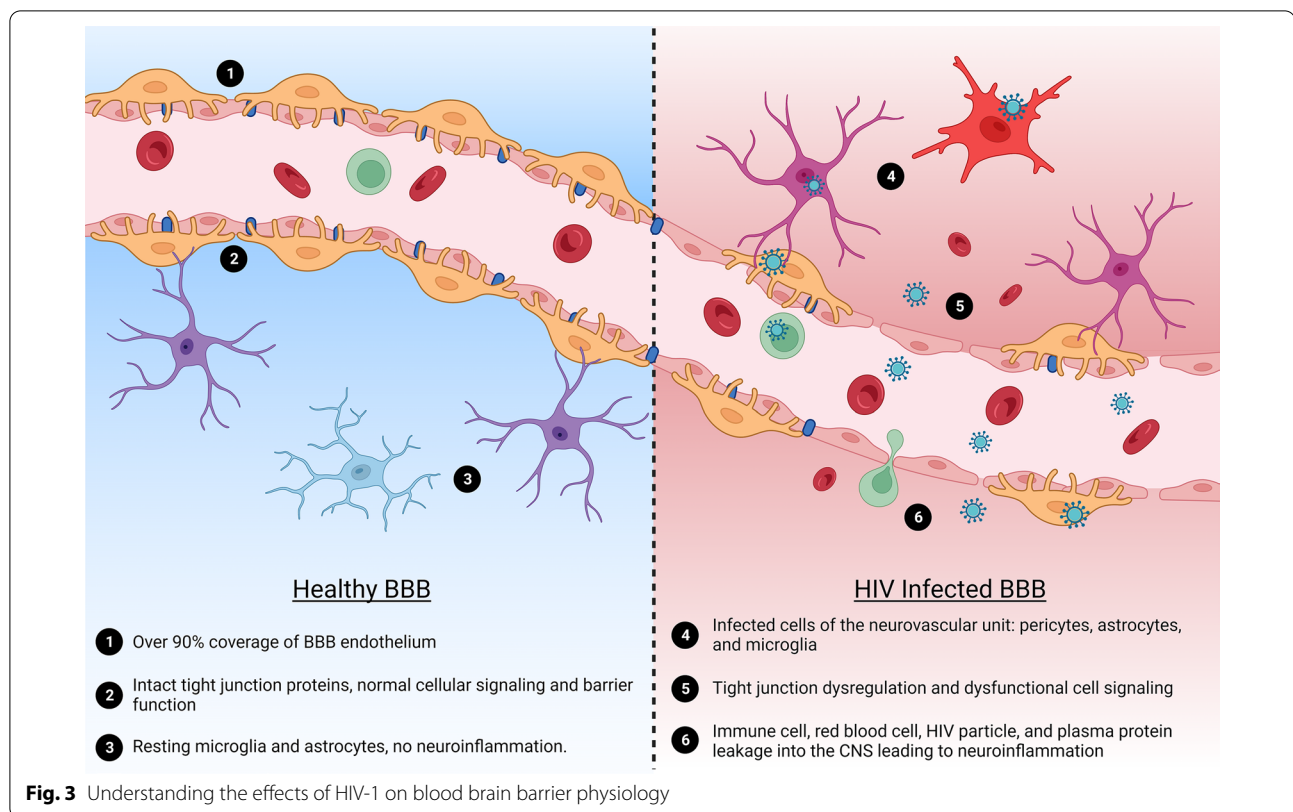 1
2
3
4
5
6
Healthy BBB
1 Over 90% coverage of BBB endothelium
2 Intact tight junction proteins, normal cellular signaling and barrier
function
3 Resting microglia and astrocytes, no neuroinflammation.
HIV Infected BBB
4 Infected cells of the neurovascular unit: pericytes, astrocytes,
and microglia
5 Tight junction dysregulation and dysfunctional cell signaling
6 Immune cell, red blood cell, HIV particle, and plasma protein
leakage into the CNS leading to neuroinflammation
Fig. 3 Understanding the effects of HIV-1 on blood brain barrier physiology